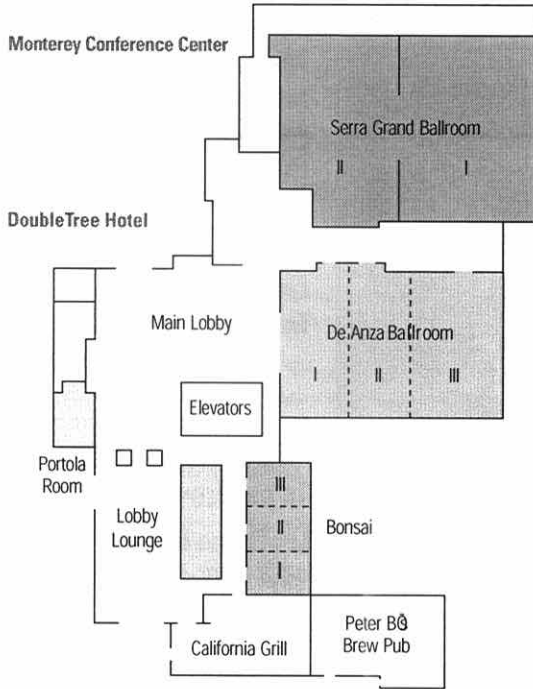 Monterey Conference Center
Serra Grand Ballroom
II I
DoubleTree Hotel
Main Lobby
De Anza Ballroom
I II III
Elevators
Portola
Room
Lobby
Lounge
III
II
I
Bonsai
California Grill
Peter B's
Brew Pub